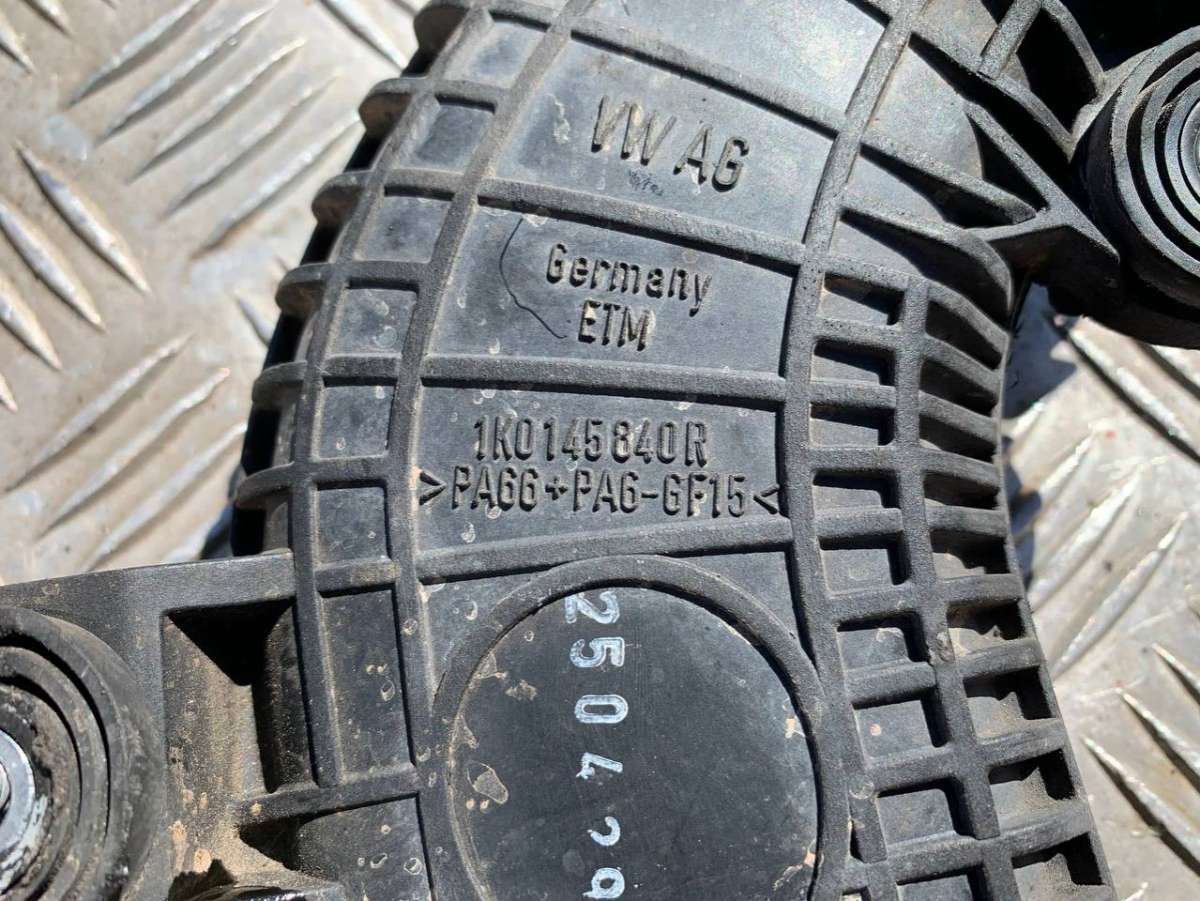 VW AG
Germany
ETM
1K0145840R
>PA66+PA6-GF15<
2504